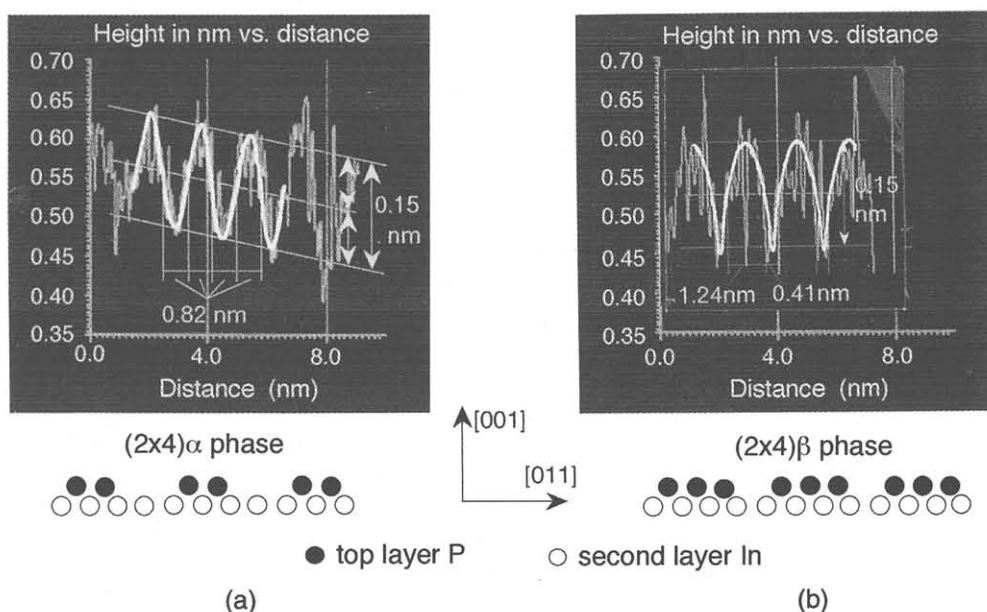 Height in nm vs. distance
0.70
0.65
0.60
0.55
0.50
0.45
0.40
0.35
0.15
nm
0.82 nm
0.0 4.0 8.0
Distance (nm)
Height in nm vs. distance
0.70
0.65
0.60
0.55
0.50
0.45
0.40
0.35
0.15
nm
1.24nm 0.41nm
0.0 4.0 8.0
Distance (nm)
(2x4)α phase
[001]
[011]
(2x4)β phase
top layer P
second layer In
(a)
(b)